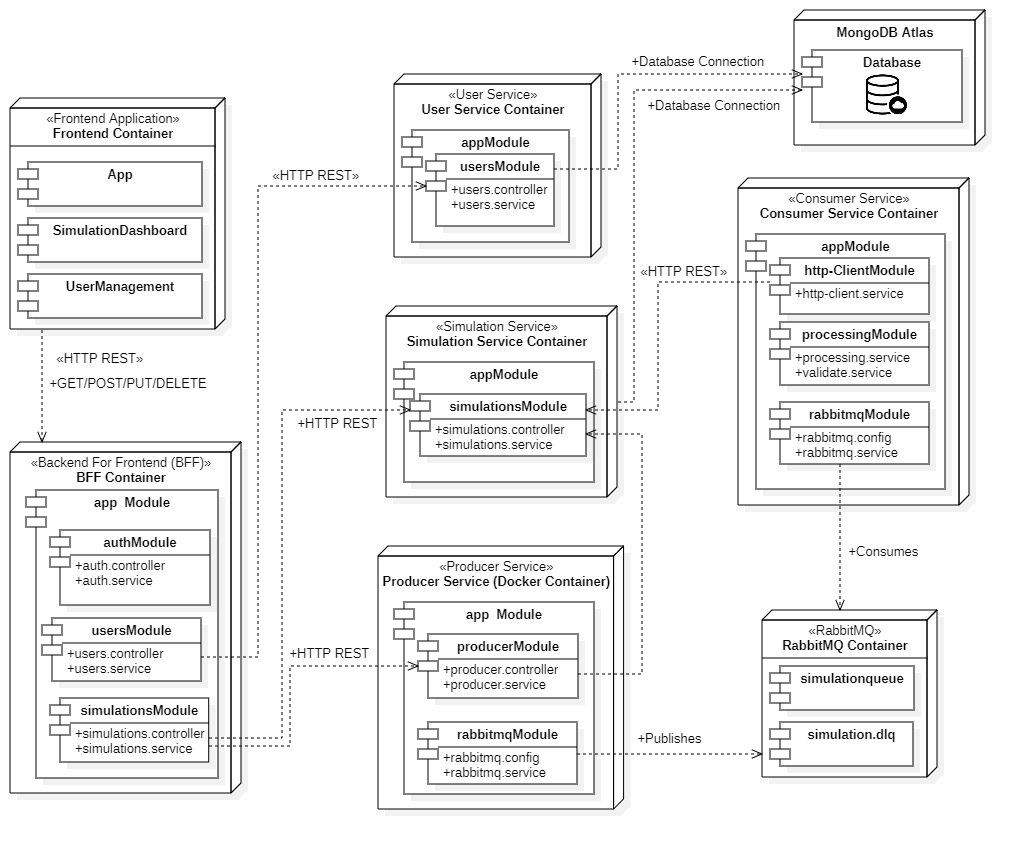 MongoDB Atlas
Database
+Database Connection
+Database Connection
«User Service»
User Service Container
appModule
usersModule
+users.controller
+users.service
«Frontend Application»
Frontend Container
App
SimulationDashboard
UserManagement
«HTTP REST»
«HTTP REST»
+GET/POST/PUT/DELETE
«Consumer Service»
Consumer Service Container
appModule
http-ClientModule
+http-client.service
processingModule
+processing.service
+validate.service
rabbitmqModule
+rabbitmq.config
+rabbitmq.service
«HTTP REST»
«Simulation Service»
Simulation Service Container
appModule
simulationsModule
+simulations.controller
+simulations.service
+HTTP REST
«Backend For Frontend (BFF)»
BFF Container
app Module
authModule
+auth.controller
+auth.service
usersModule
+users.controller
+users.service
simulationsModule
+simulations.controller
+simulations.service
+HTTP REST
«Producer Service»
Producer Service (Docker Container)
app Module
producerModule
+producer.controller
+producer.service
rabbitmqModule
+rabbitmq.config
+rabbitmq.service
+Publishes
+Consumes
«RabbitMQ»
RabbitMQ Container
simulationqueue
simulation.dlq